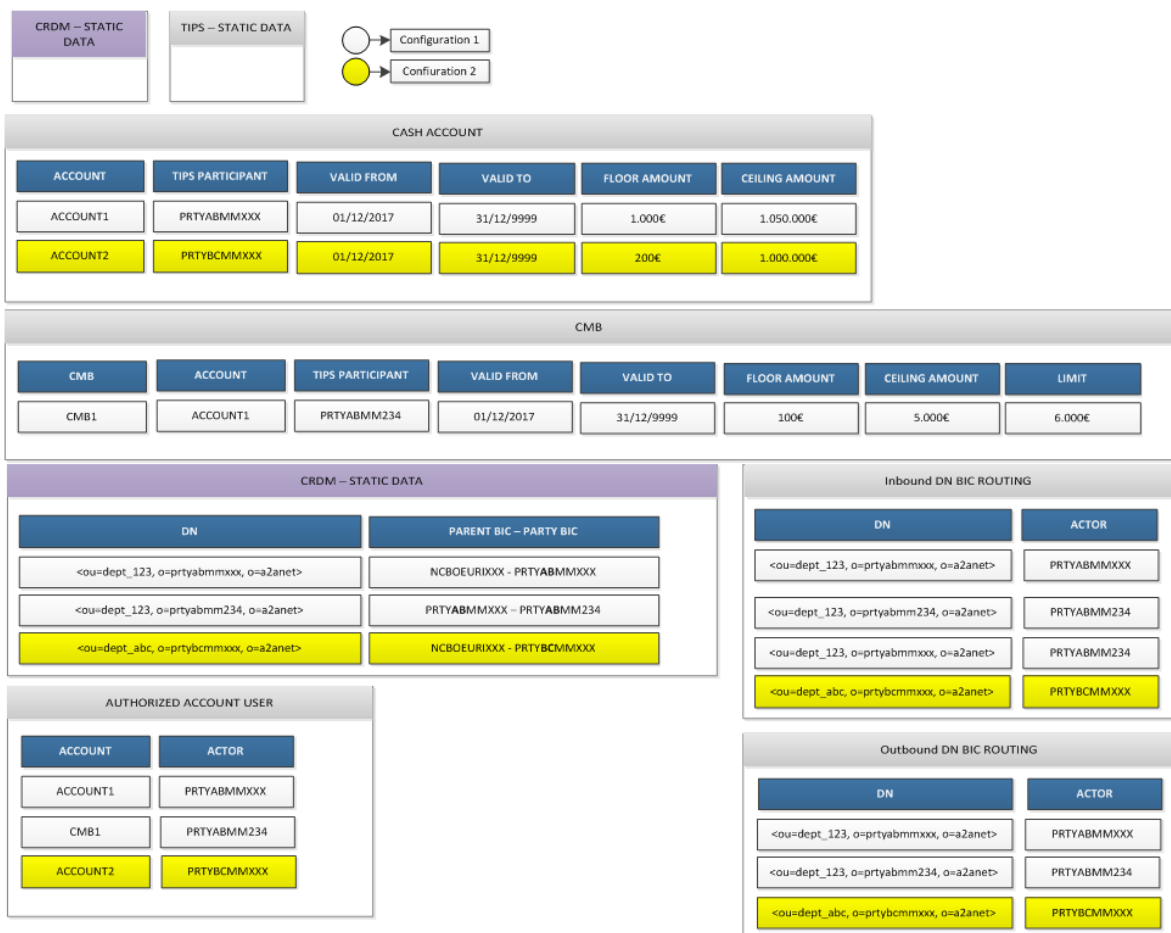 CRDM – STATIC
DATA
TIPS – STATIC DATA
Configuration 1
Confiuration 2
CASH ACCOUNT
ACCOUNT TIPS PARTICIPANT VALID FROM VALID TO FLOOR AMOUNT CEILING AMOUNT
ACCOUNT1 PRTYABMMXXX 01/12/2017 31/12/9999 1.000€ 1.050.000€
ACCOUNT2 PRTYBCMMXXX 01/12/2017 31/12/9999 200€ 1.000.000€
CMB
CMB ACCOUNT TIPS PARTICIPANT VALID FROM VALID TO FLOOR AMOUNT CEILING AMOUNT LIMIT
CMB1 ACCOUNT1 PRTYABMM234 01/12/2017 31/12/9999 100€ 5.000€ 6.000€
CRDM – STATIC DATA
DN PARENT BIC – PARTY BIC
<ou=dept_123, o=prtyabmmxxx, o=a2anet> NCBOEURIXXX - PRTYABMMXXX
<ou=dept_123, o=prtyabmm234, o=a2anet> PRTYABMMXXX – PRTYABMM234
<ou=dept_abc, o=prtybcmmxxx, o=a2anet> NCBOEURIXXX - PRTYBCMMXXX
Inbound DN BIC ROUTING
DN ACTOR
<ou=dept_123, o=prtyabmmxxx, o=a2anet> PRTYABMMXXX
<ou=dept_123, o=prtyabmm234, o=a2anet> PRTYABMM234
<ou=dept_123, o=prtyabmmxxx, o=a2anet> PRTYABMM234
<ou=dept_abc, o=prtybcmmxxx, o=a2anet> PRTYBCMMXXX
AUTHORIZED ACCOUNT USER
ACCOUNT ACTOR
ACCOUNT1 PRTYABMMXXX
CMB1 PRTYABMM234
ACCOUNT2 PRTYBCMMXXX
Outbound DN BIC ROUTING
DN ACTOR
<ou=dept_123, o=prtyabmmxxx, o=a2anet> PRTYABMMXXX
<ou=dept_123, o=prtyabmm234, o=a2anet> PRTYABMM234
<ou=dept_abc, o=prtybcmmxxx, o=a2anet> PRTYBCMMXXX